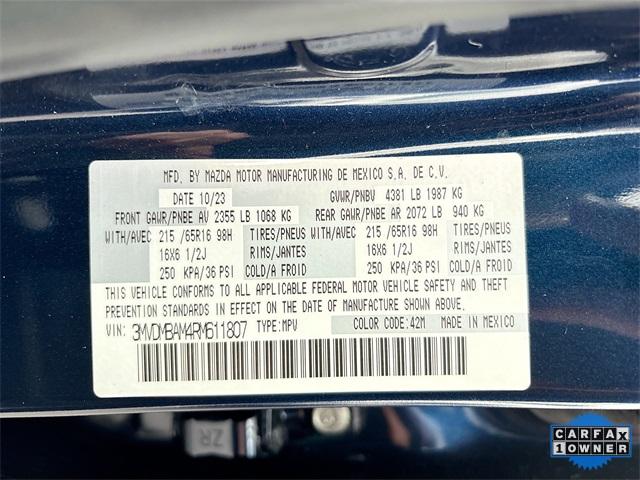 MFD. BY MAZDA MOTOR MANUFACTURING DE MEXICO S.A. DE C.V.
DATE 10/23 GVWR/PNBV 4381 LB 1987 KG
FRONT GAWR/PNBE AV 2355 LB 1068 KG REAR GAWR/PNBE AR 2072 LB 940 KG
WITH/AVEC 215 /65R16 98H TIRES/PNEUS WITH/AVEC 215 /65R16 98H TIRES/PNEUS
16X6 1/2J RIMS/JANTES 16X6 1/2J RIMS/JANTES
250 KPA/36 PSI COLD/A FROID 250 KPA/36 PSI COLD/A FROID
THIS VEHICLE CONFORMS TO ALL APPLICABLE FEDERAL MOTOR VEHICLE SAFETY AND THEFT
PREVENTION STANDARDS IN EFFECT ON THE DATE OF MANUFACTURE SHOWN ABOVE.
VIN: 3MVDMBAM4RM611807 TYPE: MPV COLOR CODE: 42M MADE IN MEXICO
ZR
CARFAX
1 OWNER